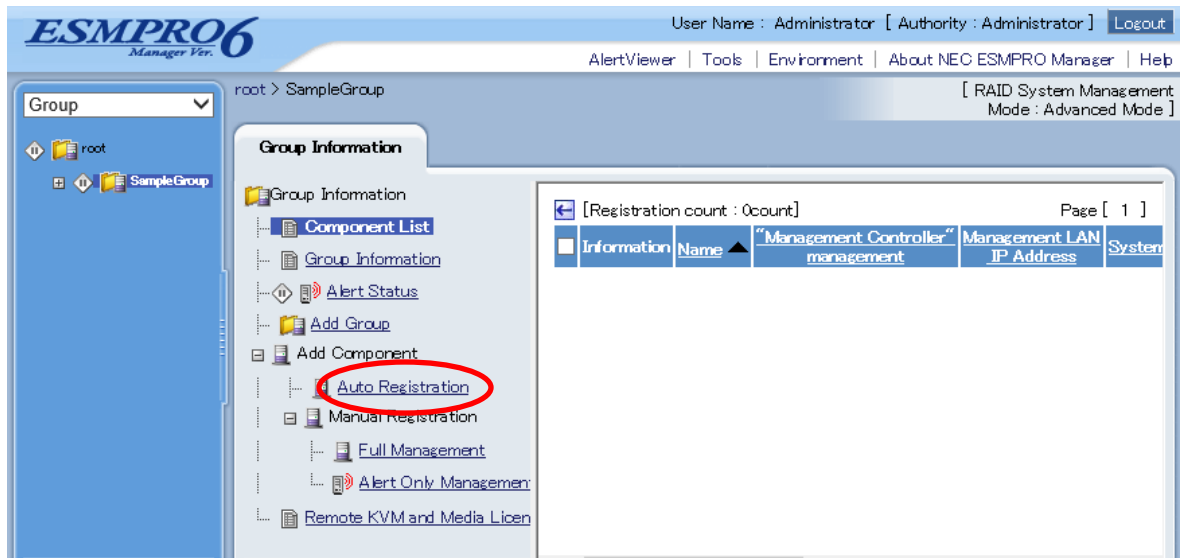 ESMPRO6
Manager Ver.
User Name : Administrator [ Authority : Administrator ] Logout
AlertViewer | Tools | Environment | About NEC ESMPRO Manager | Help
Group
root > SampleGroup
[ RAID System Management
Mode : Advanced Mode ]
root
SampleGroup
Group Information
Group Information
Component List
Group Information
Alert Status
Add Group
Add Component
Auto Registration
Manual Registration
Full Management
Alert Only Managemen
Remote KVM and Media Licen
[Registration count : 0count] Page [ 1 ]
Information Name ▲ "Management Controller" management Management LAN IP Address System